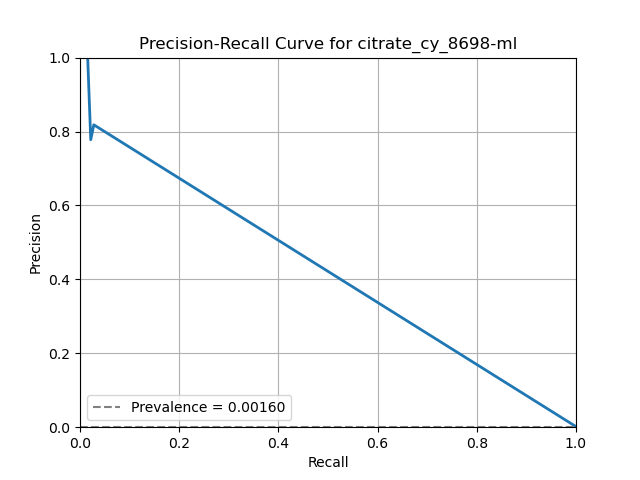 Precision-Recall Curve for citrate_cy_8698-ml
1.0
0.8
0.6
0.4
0.2
0.0
Precision
Prevalence = 0.00160
0.0 0.2 0.4 0.6 0.8 1.0
Recall